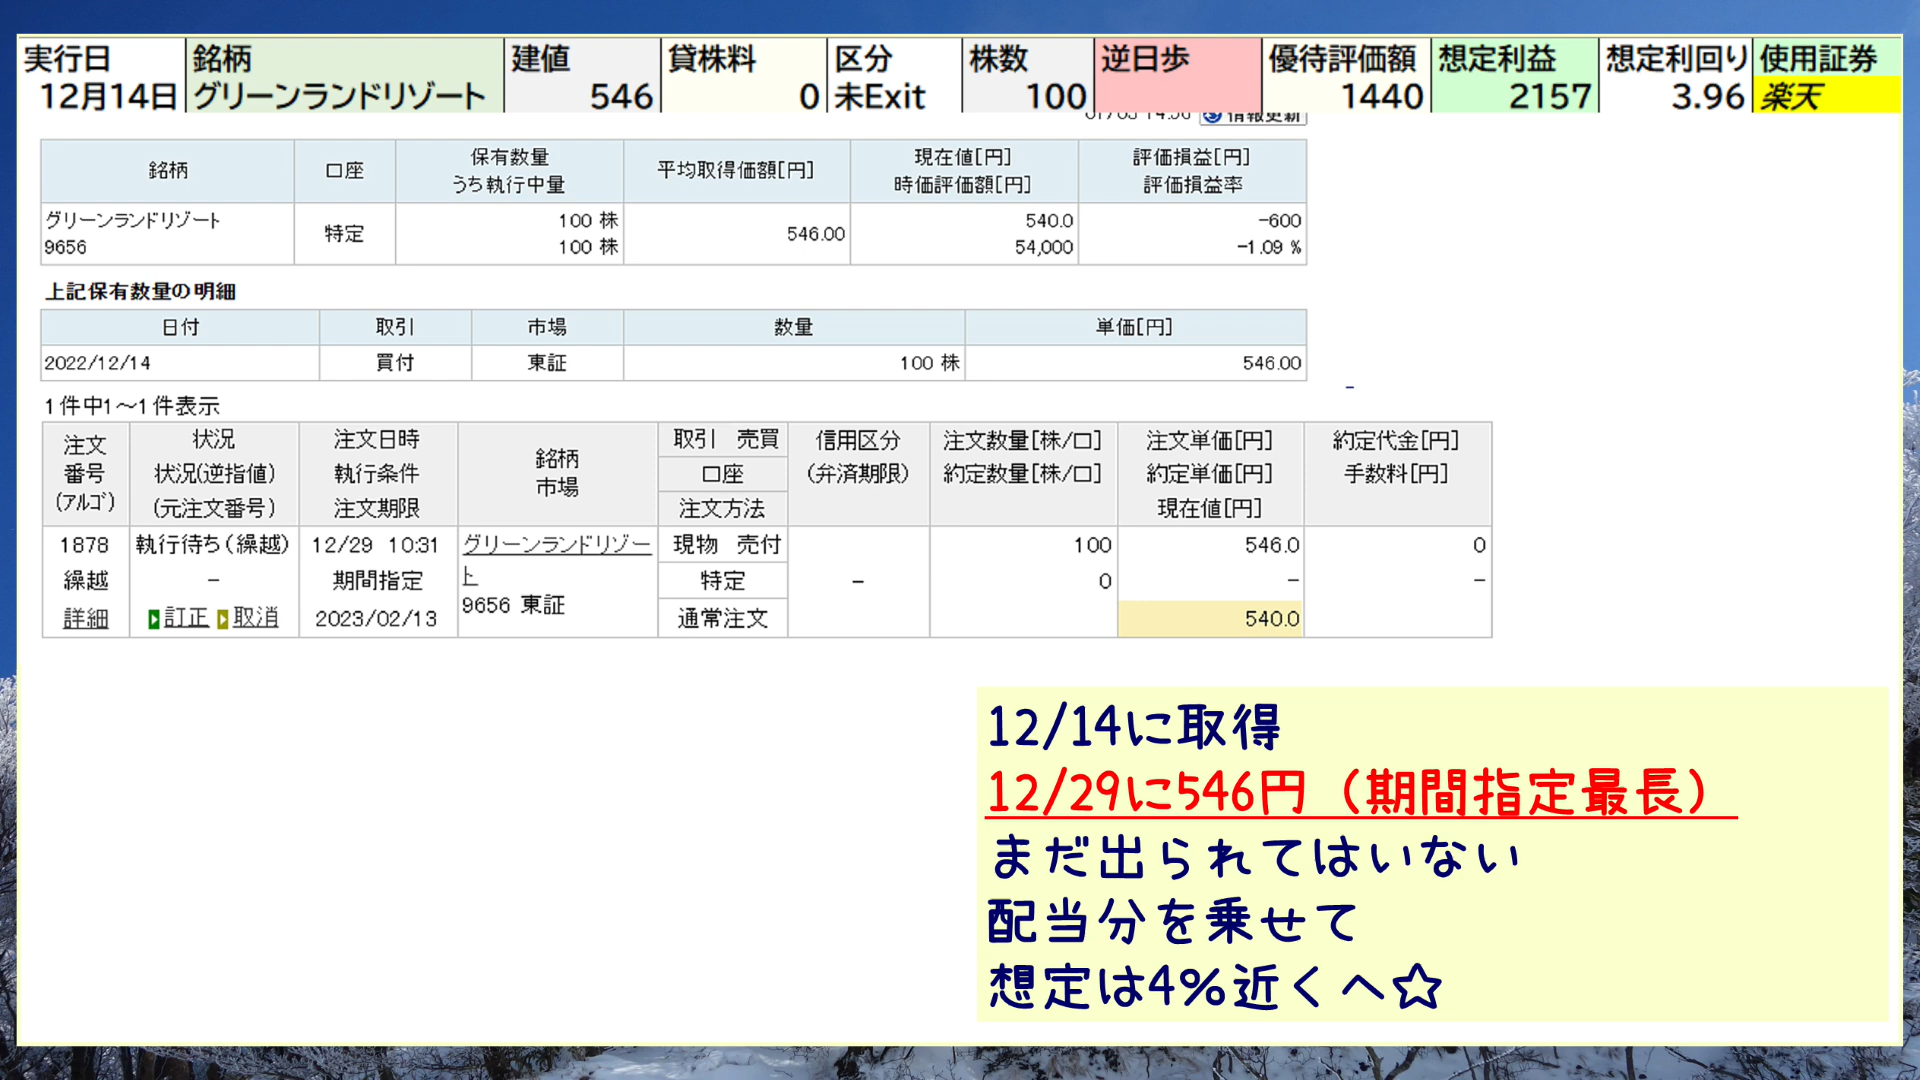 実行日 銘柄 建値 貸株料 区分 株数 逆日歩 優待評価額 想定利益 想定利回り 使用証券
12月14日 グリーンランドリゾート 546 0 未Exit 100 1440 2157 3.96 楽天
情報更新
銘柄 口座 保有数量 うち執行中量 平均取得価額[円] 現在値[円] 時価評価額[円] 評価損益[円] 評価損益率
グリーンランドリゾート 特定 100 株 546.00 540.0 -600
9656 100 株 54,000 -1.09 %
上記保有数量の明細
日付 取引 市場 数量 単価[円]
2022/12/14 買付 東証 100 株 546.00
1件中1～1件表示
注文 状況 注文日時 銘柄 取引 売買 信用区分 注文数量[株/口] 注文単価[円] 約定代金[円]
番号 状況(逆指値) 執行条件 市場 口座 (弁済期限) 約定数量[株/口] 約定単価[円] 手数料[円]
(アルゴ) (元注文番号) 注文期限 注文方法 現在値[円]
1878 執行待ち(繰越) 12/29 10:31 グリーンランドリゾー 現物 売付 100 546.0 0
繰越 - 期間指定 ト 特定 - 0 - -
詳細 訂正 取消 2023/02/13 9656 東証 通常注文 540.0
12/14に取得
12/29に546円（期間指定最長）
まだ出られてはいない
配当分を乗せて
想定は4%近くへ☆